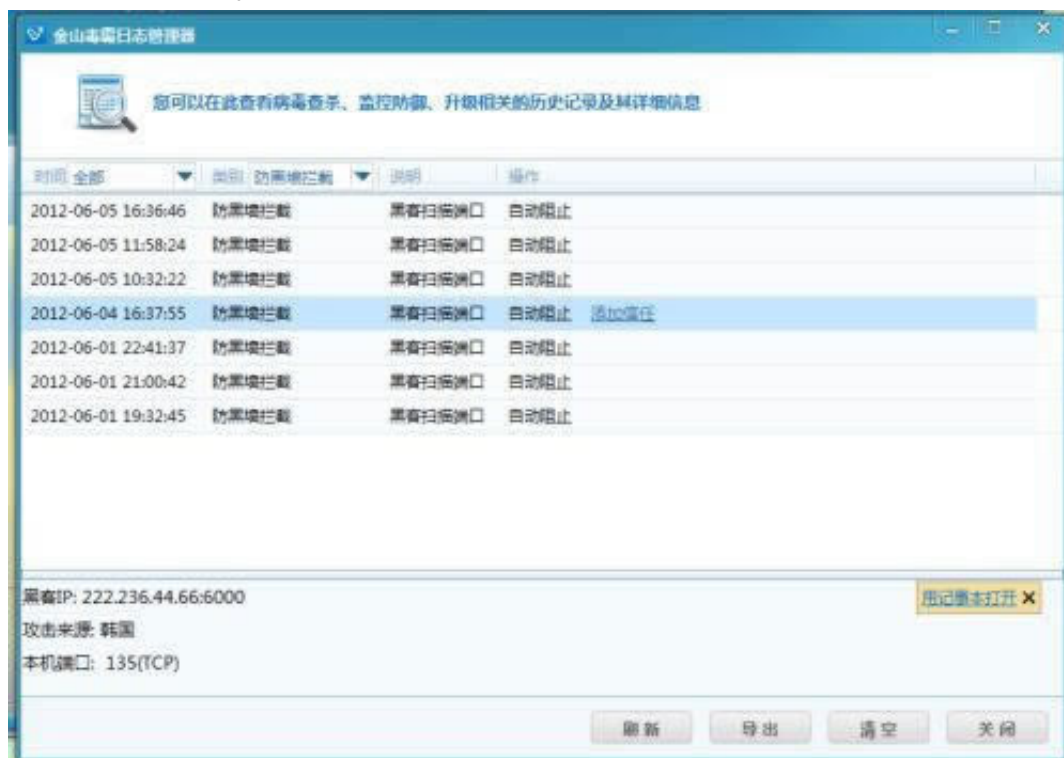 金山毒霸日志管理器
您可以在此查看病毒查杀、监控防御、升级相关的历史记录及其详细信息
时间 全部 类别 防黑墙拦截 说明 操作
2012-06-05 16:36:46 防黑墙拦截 黑客扫描端口 自动阻止
2012-06-05 11:58:24 防黑墙拦截 黑客扫描端口 自动阻止
2012-06-05 10:32:22 防黑墙拦截 黑客扫描端口 自动阻止
2012-06-04 16:37:55 防黑墙拦截 黑客扫描端口 自动阻止 添加信任
2012-06-01 22:41:37 防黑墙拦截 黑客扫描端口 自动阻止
2012-06-01 21:00:42 防黑墙拦截 黑客扫描端口 自动阻止
2012-06-01 19:32:45 防黑墙拦截 黑客扫描端口 自动阻止
黑客IP: 222.236.44.66:6000
用记事本打开
攻击来源: 韩国
本机端口: 135(TCP)
刷新 导出 清空 关闭